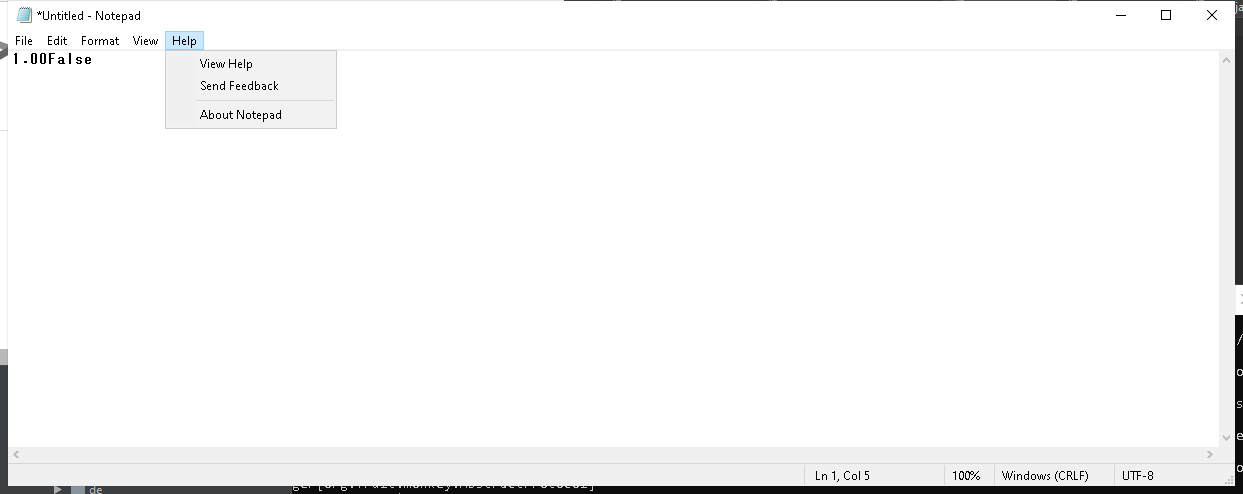 *Untitled - Notepad
File Edit Format View Help
1.00False
View Help
Send Feedback
About Notepad
Ln 1, Col 5 100% Windows (CRLF) UTF-8
de